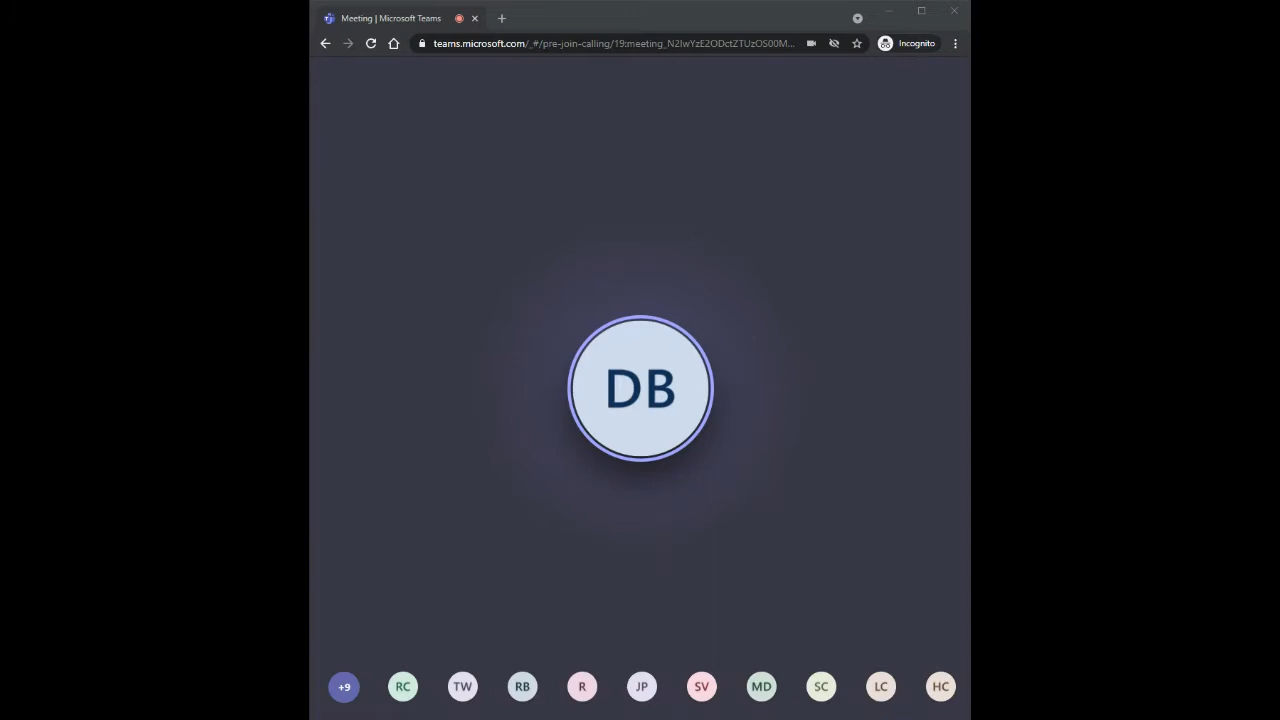 Meeting | Microsoft Teams
teams.microsoft.com/_#/pre-join-calling/19:meeting_N2IwYzE2ODctZTUzOS00M...
Incognito
DB
+9 RC TW RB R JP SV MD SC LC HC